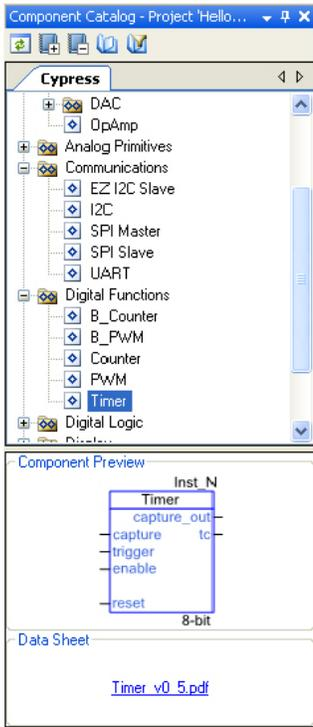 Component Catalog - Project 'Hello...
Cypress
DAC
OpAmp
Analog Primitives
Communications
EZ I2C Slave
I2C
SPI Master
SPI Slave
UART
Digital Functions
B_Counter
B_PWM
Counter
PWM
Timer
Digital Logic
Display
Component Preview
Inst_N
Timer
capture_out
capture tc
trigger
enable
reset
8-bit
Data Sheet
Timer_v0_5.pdf